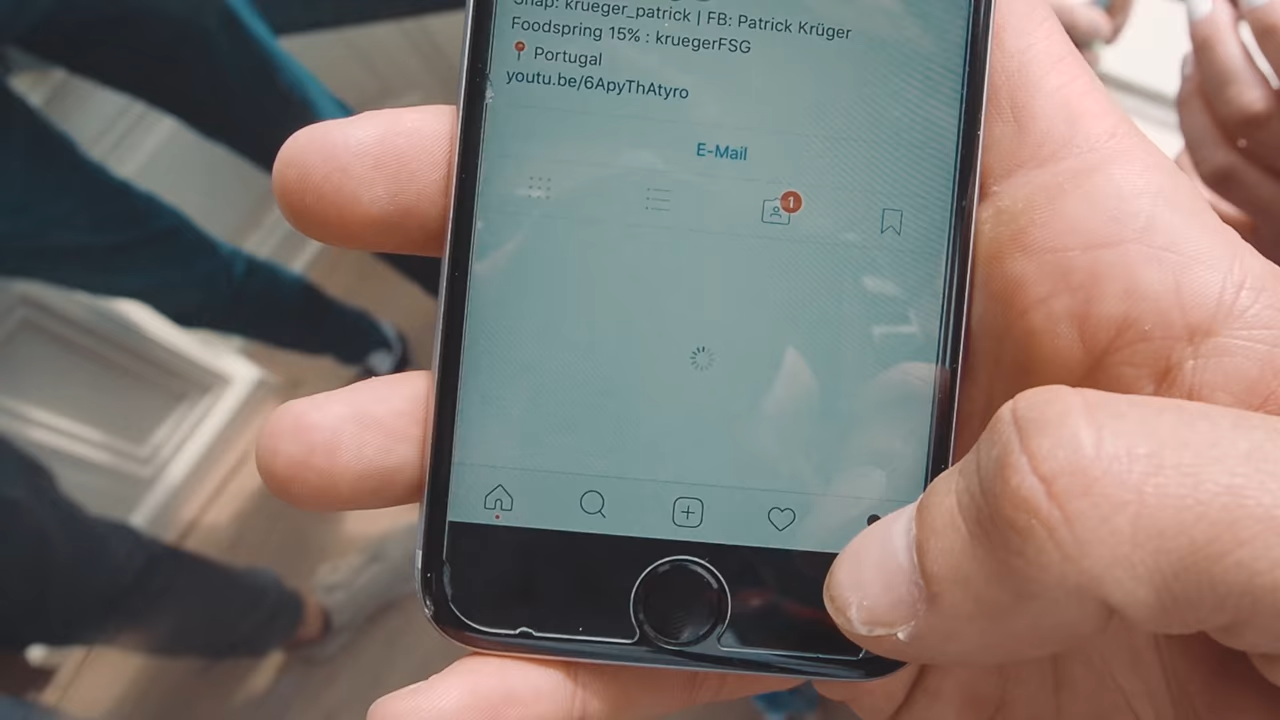 Snap: krueger_patrick | FB: Patrick Krüger
Foodspring 15% : kruegerFSG
📍 Portugal
youtu.be/6ApyThAtyro
E-Mail
1